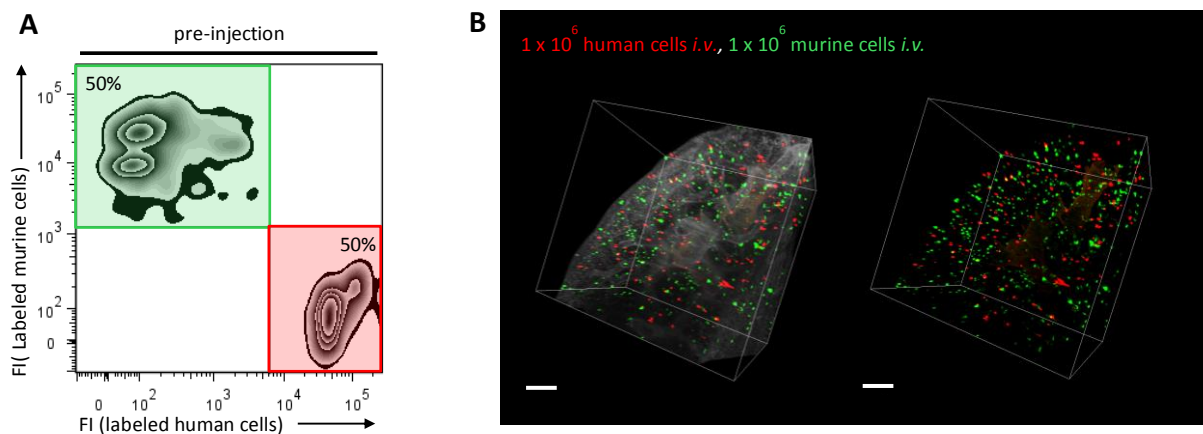 A
pre-injection
50%
50%
10^5
10^4
10^3
10^2
0
FI( Labeled murine cells)
0 10^2 10^3 10^4 10^5
FI (labeled human cells)
B
1 x 10^6 human cells i.v., 1 x 10^6 murine cells i.v.